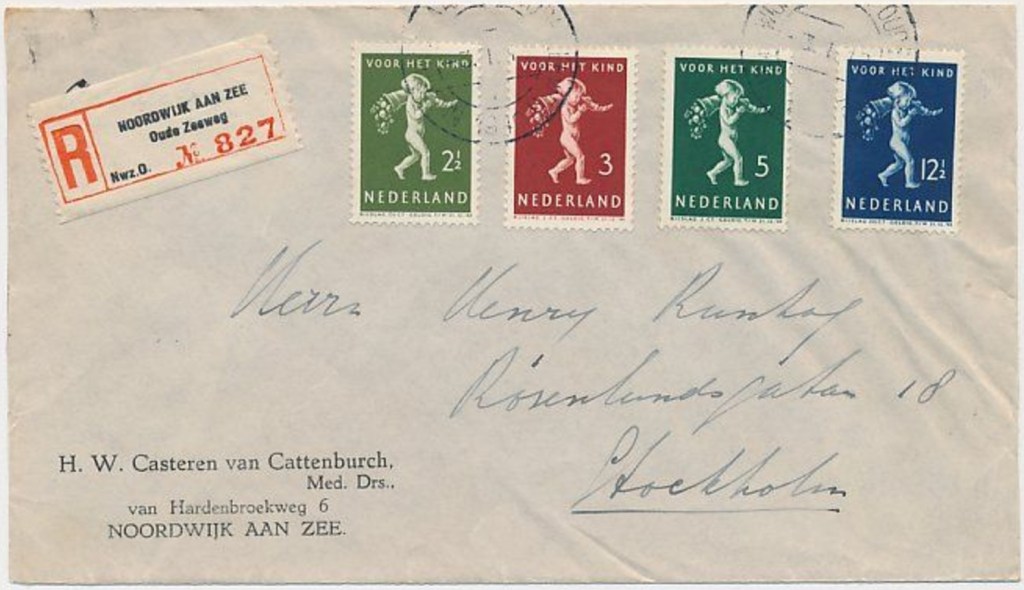 R
NOORDWIJK AAN ZEE
Oude Zeeweg
Nwz.O. № 827
VOOR HET KIND
2½
NEDERLAND
VOOR HET KIND
3
NEDERLAND
VOOR HET KIND
5
NEDERLAND
VOOR HET KIND
12½
NEDERLAND
Herrn Henry
Rosenlundsgatan 18
Stockholm
H. W. Casteren van Cattenburch,
Med. Drs.,
van Hardenbroekweg 6
NOORDWIJK AAN ZEE.